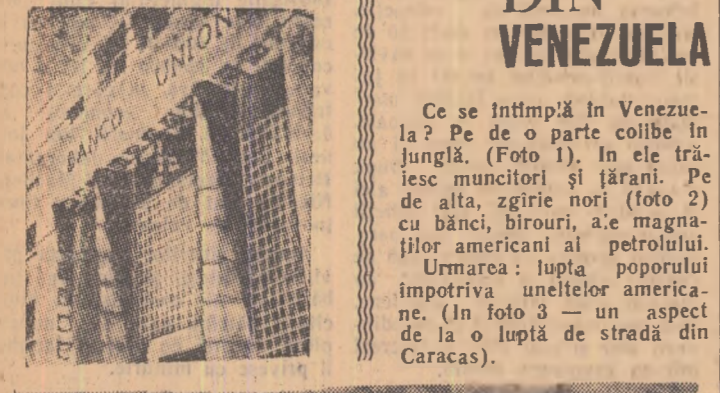 BANCO UNION
DIN
VENEZUELA
Ce se întîmplă în Venezue-
la? Pe de o parte colibe în
junglă. (Foto 1). In ele tră-
iesc muncitori și țărani. Pe
de alta, zgîrie nori (foto 2)
cu bănci, birouri, ale magna-
ților americani ai petrolului.
Urmarea: lupta poporului
împotriva uneltelor america-
ne. (In foto 3 — un aspect
de la o luptă de stradă din
Caracas).